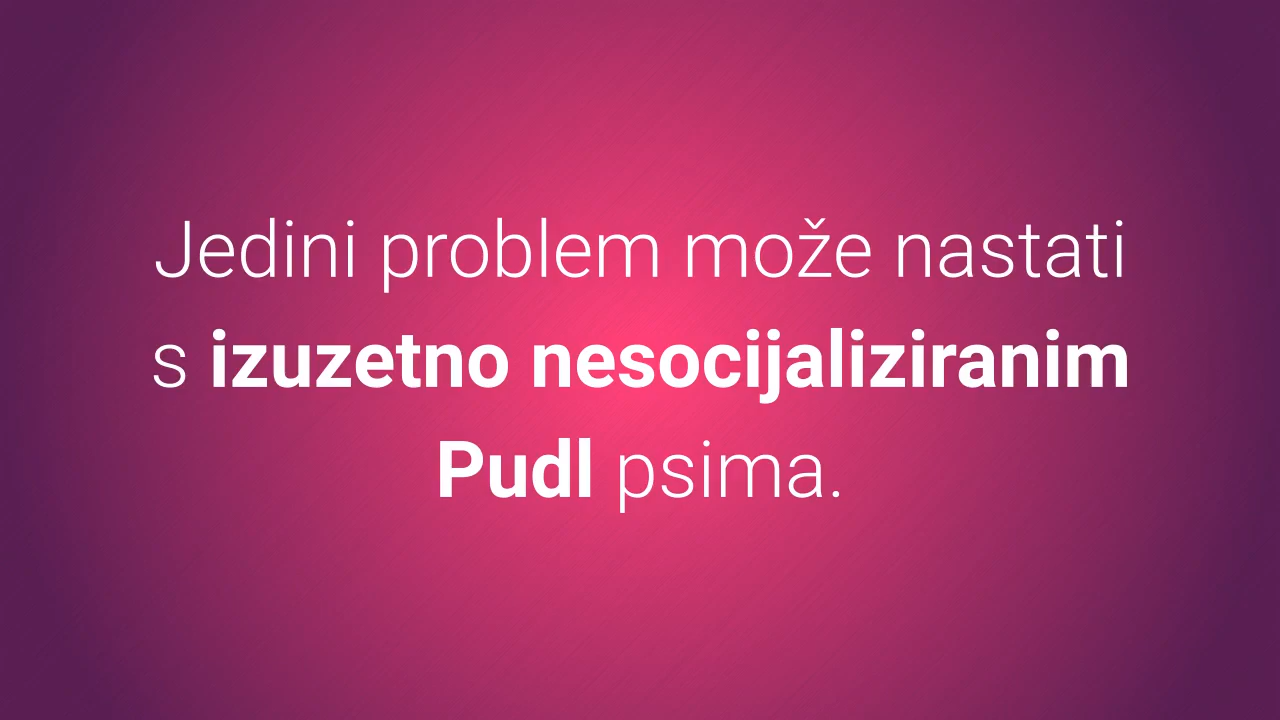 Jedini problem može nastati
s izuzetno nesocijaliziranim
Pudl psima.